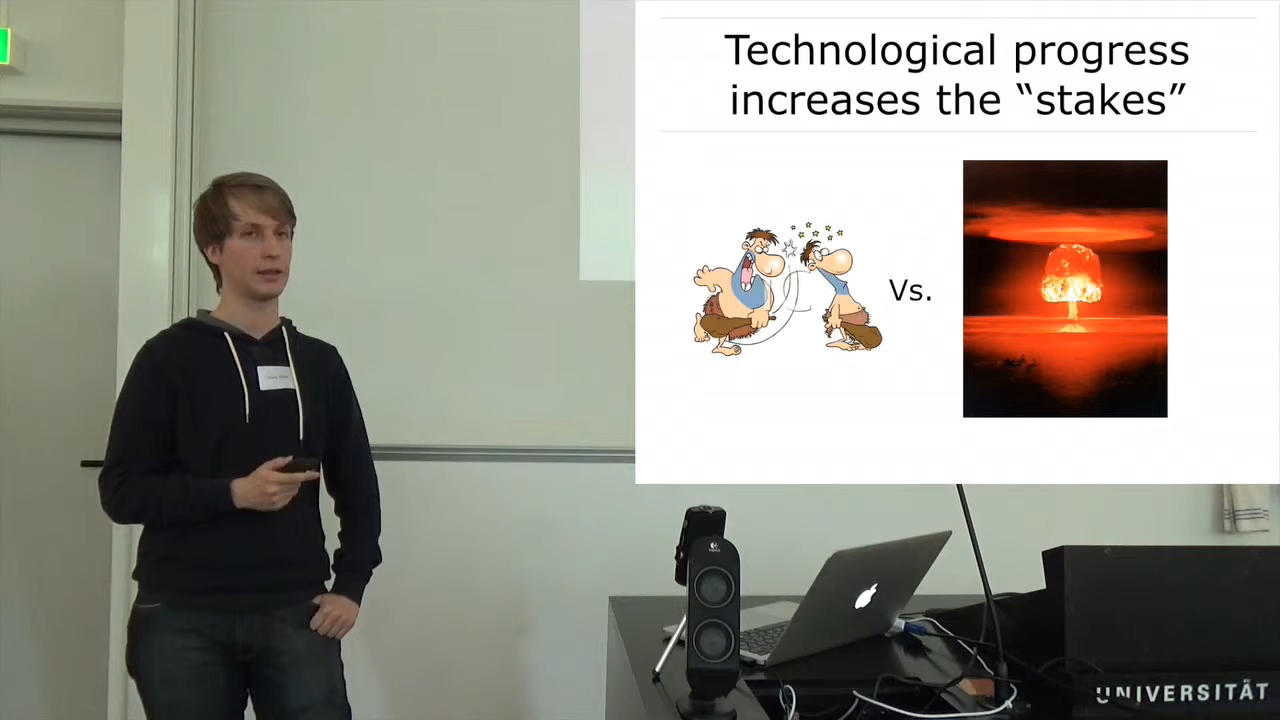 Technological progress
increases the “stakes”
Vs.
UNIVERSITÄT